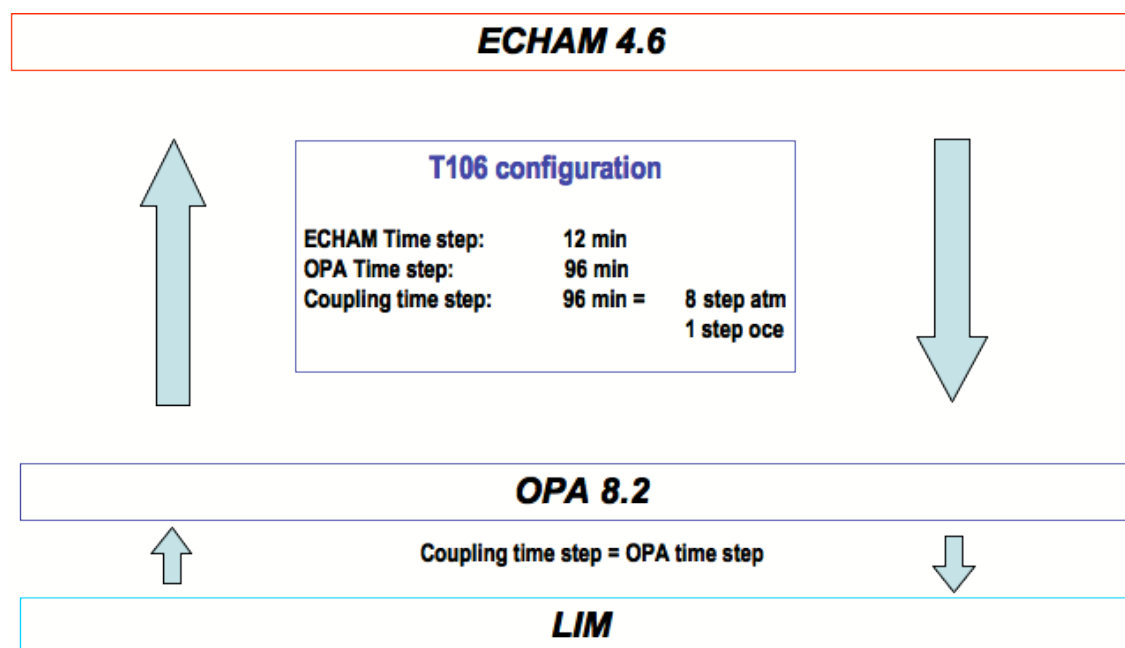 ECHAM 4.6
T106 configuration
ECHAM Time step: 12 min
OPA Time step: 96 min
Coupling time step: 96 min = 8 step atm
1 step oce
OPA 8.2
Coupling time step = OPA time step
LIM